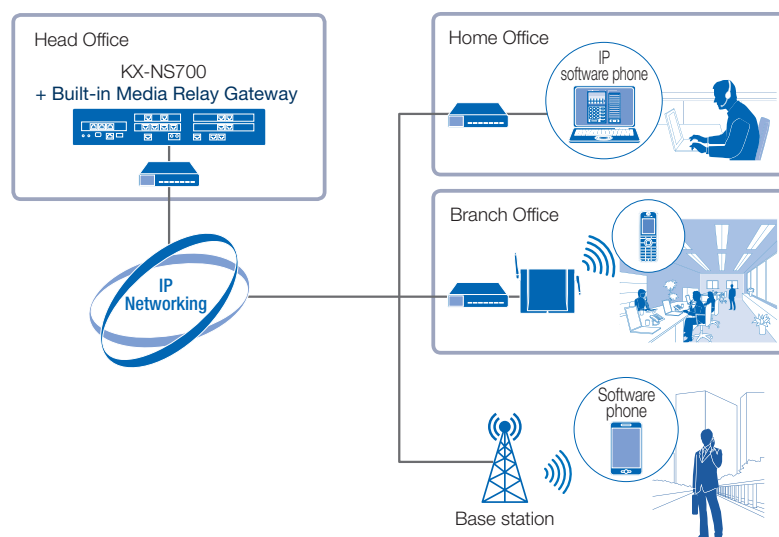 Head Office
KX-NS700
+ Built-in Media Relay Gateway
IP
Networking
Home Office
IP
software phone
Branch Office
Software
phone
Base station